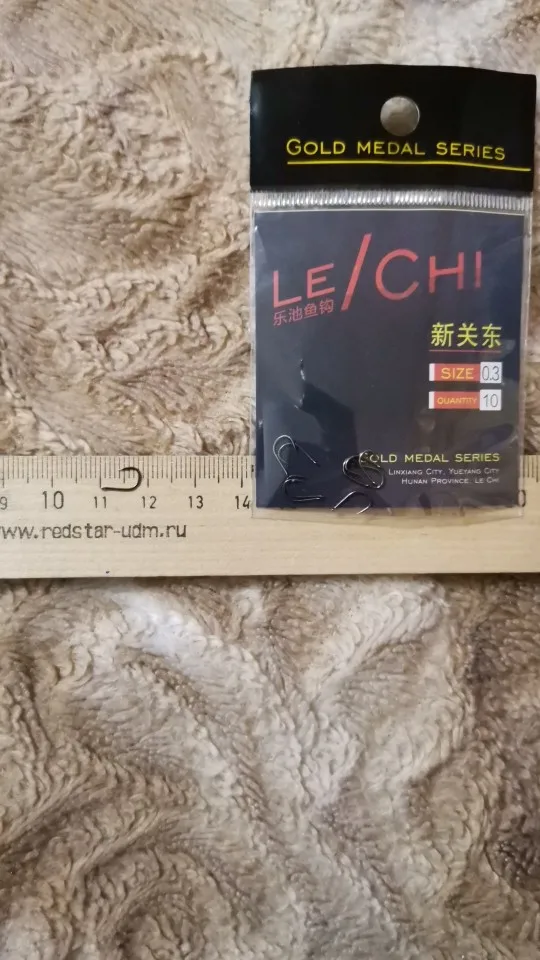 GOLD MEDAL SERIES
LE/CHI
乐池鱼钩
新关东
SIZE 0.3
QUANTITY 10
GOLD MEDAL SERIES
LINXIANG CITY, YUEYANG CITY
HUNAN PROVINCE, LE CHI
9 10 11 12 13 14
www.redstar-udm.ru